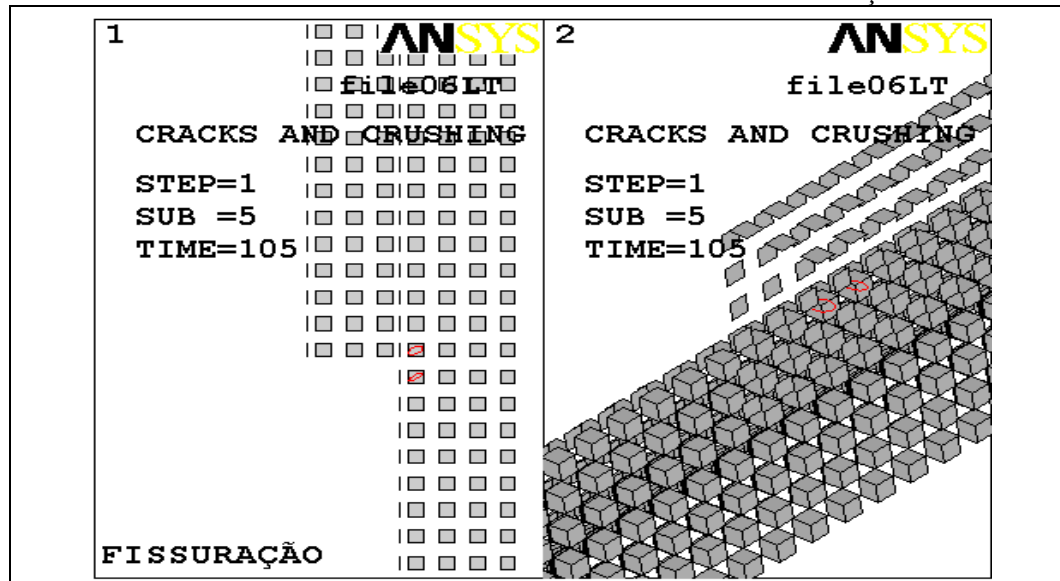 1
ANSYS
file06LT
CRACKS AND CRUSHING
STEP=1
SUB =5
TIME=105
FISSURAÇÃO
2
ANSYS
file06LT
CRACKS AND CRUSHING
STEP=1
SUB =5
TIME=105